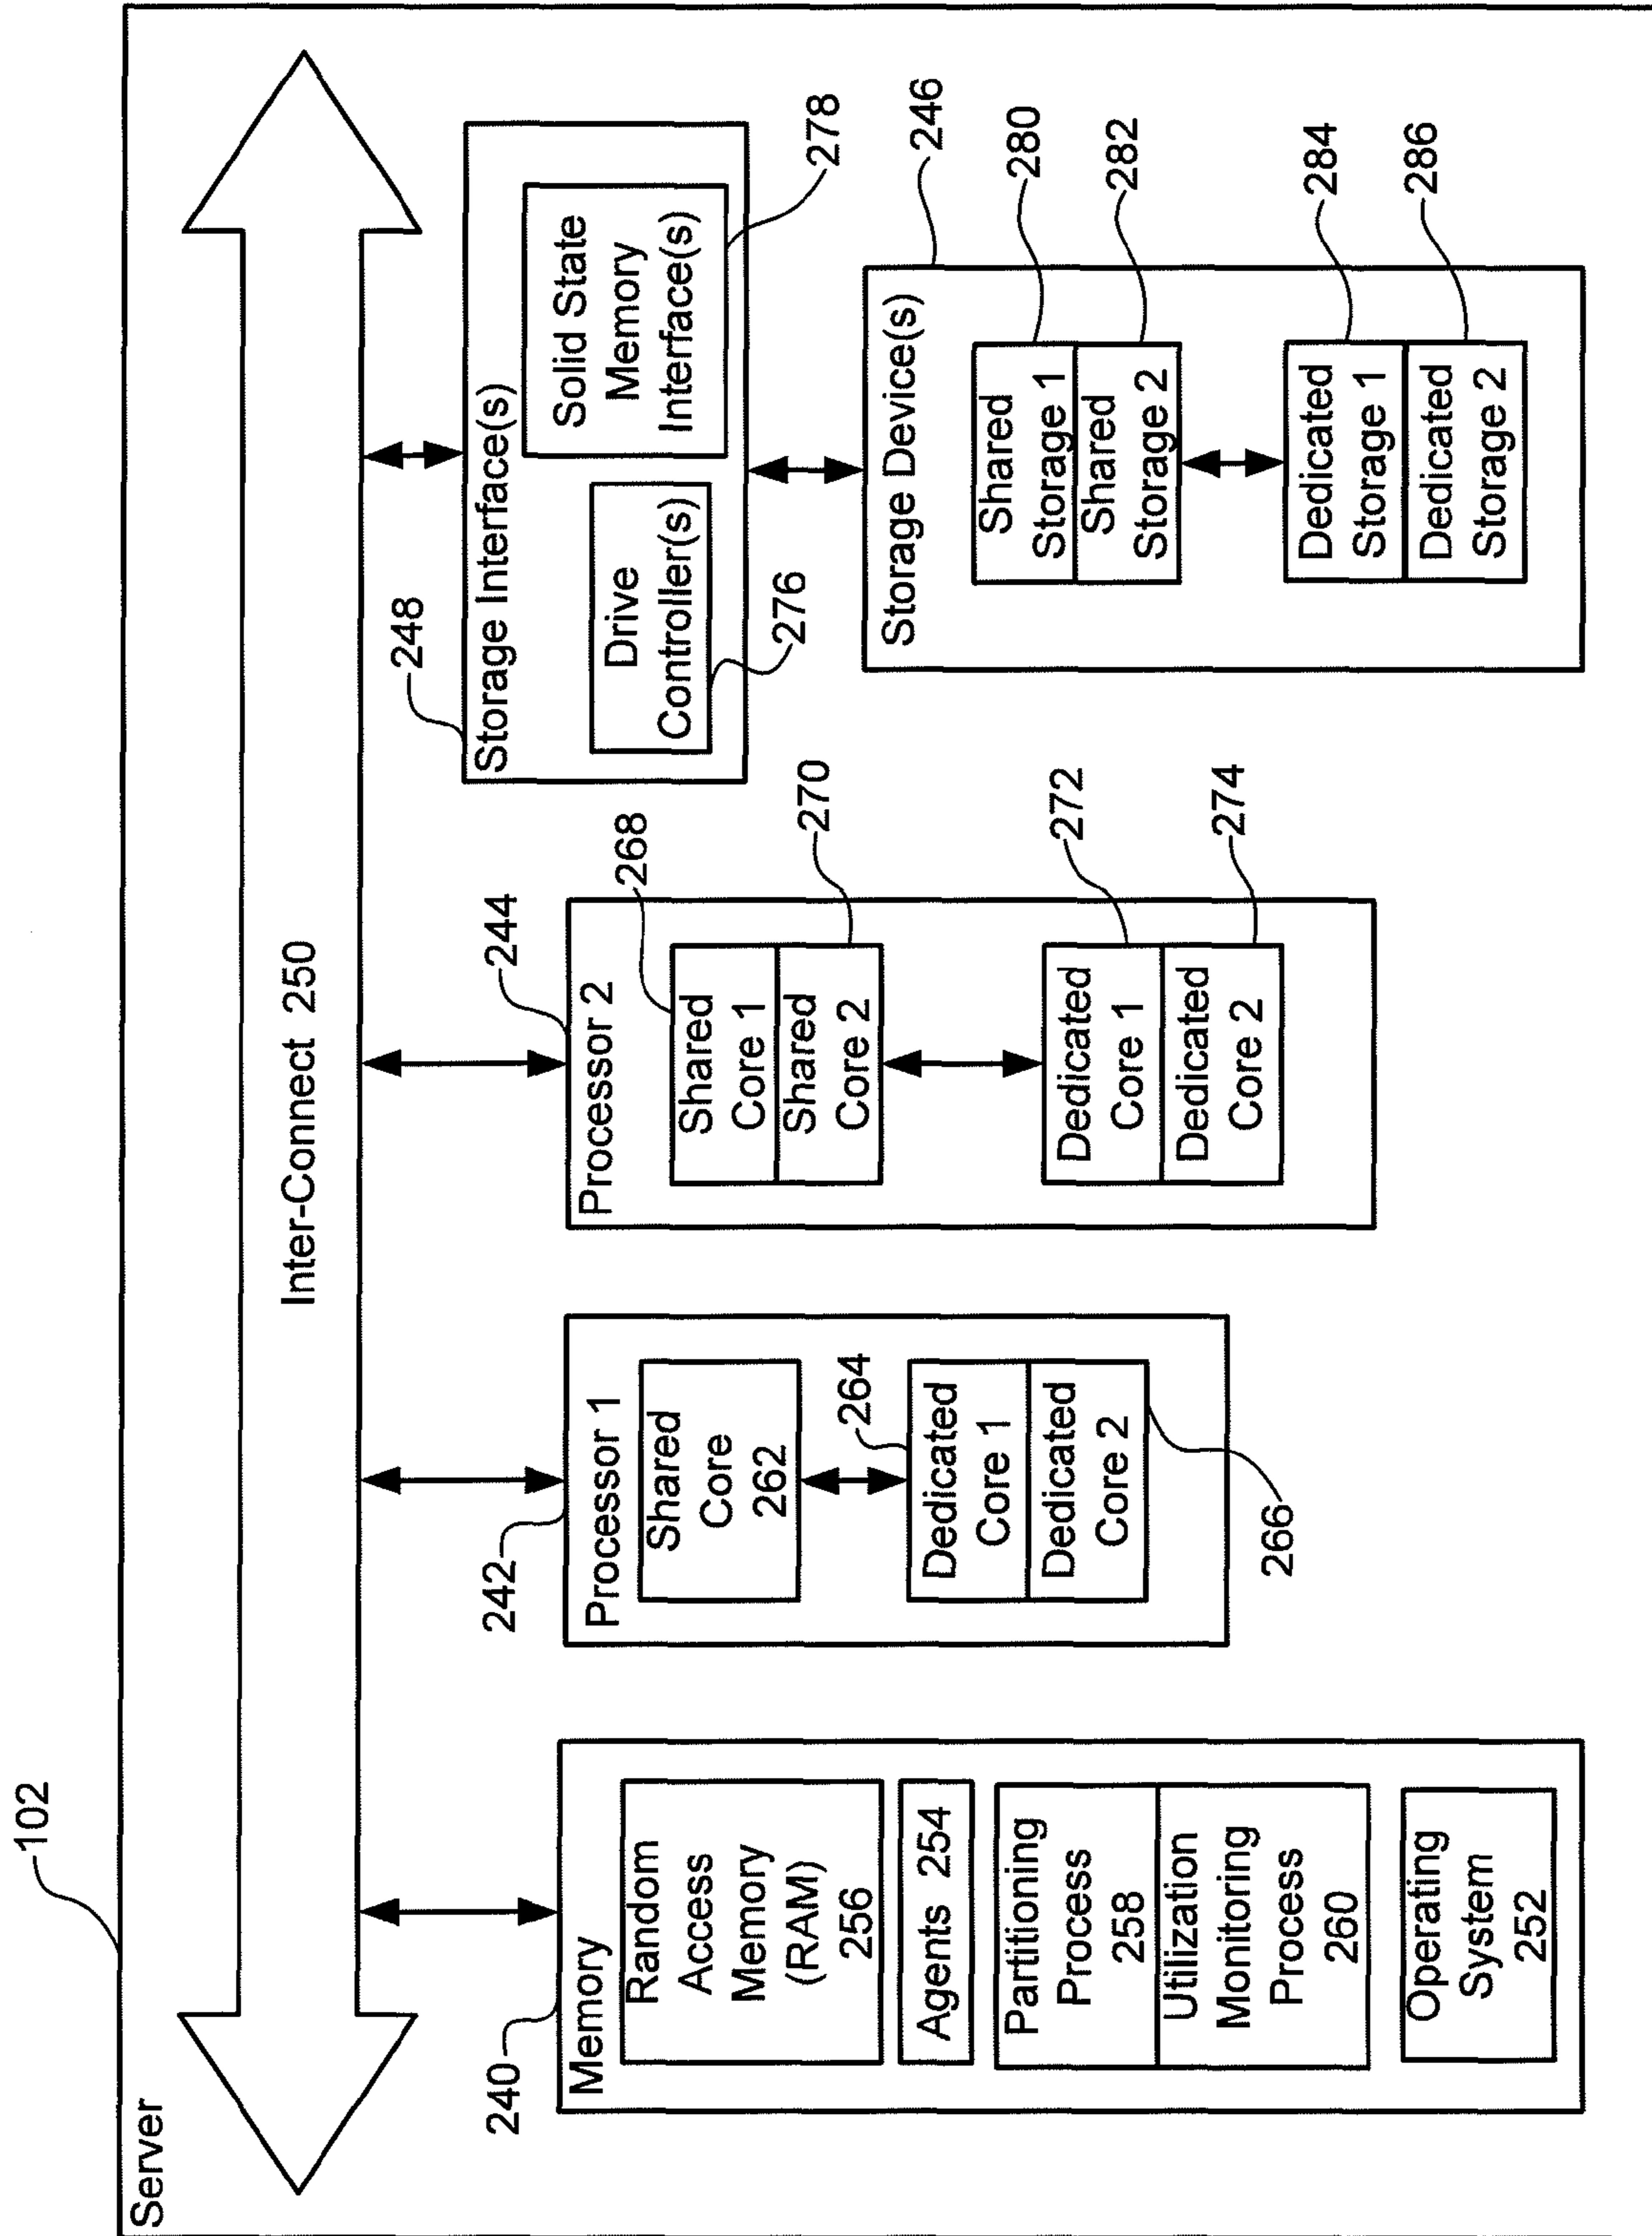 102
Server
Inter-Connect 250
240
Memory
Random
Access
Memory
(RAM)
256
Agents 254
Partitioning
Process
258
Utilization
Monitoring
Process
260
Operating
System
252
242
Processor 1
Shared
Core
262
264
Dedicated
Core 1
Dedicated
Core 2
266
244
Processor 2
268
Shared
Core 1
Shared
Core 2
270
Dedicated
Core 1
272
Dedicated
Core 2
274
248
Storage Interface(s)
Drive
Controller(s)
276
Solid State
Memory
Interface(s)
278
246
Storage Device(s)
Shared
Storage 1
280
Shared
Storage 2
282
Dedicated
Storage 1
284
Dedicated
Storage 2
286